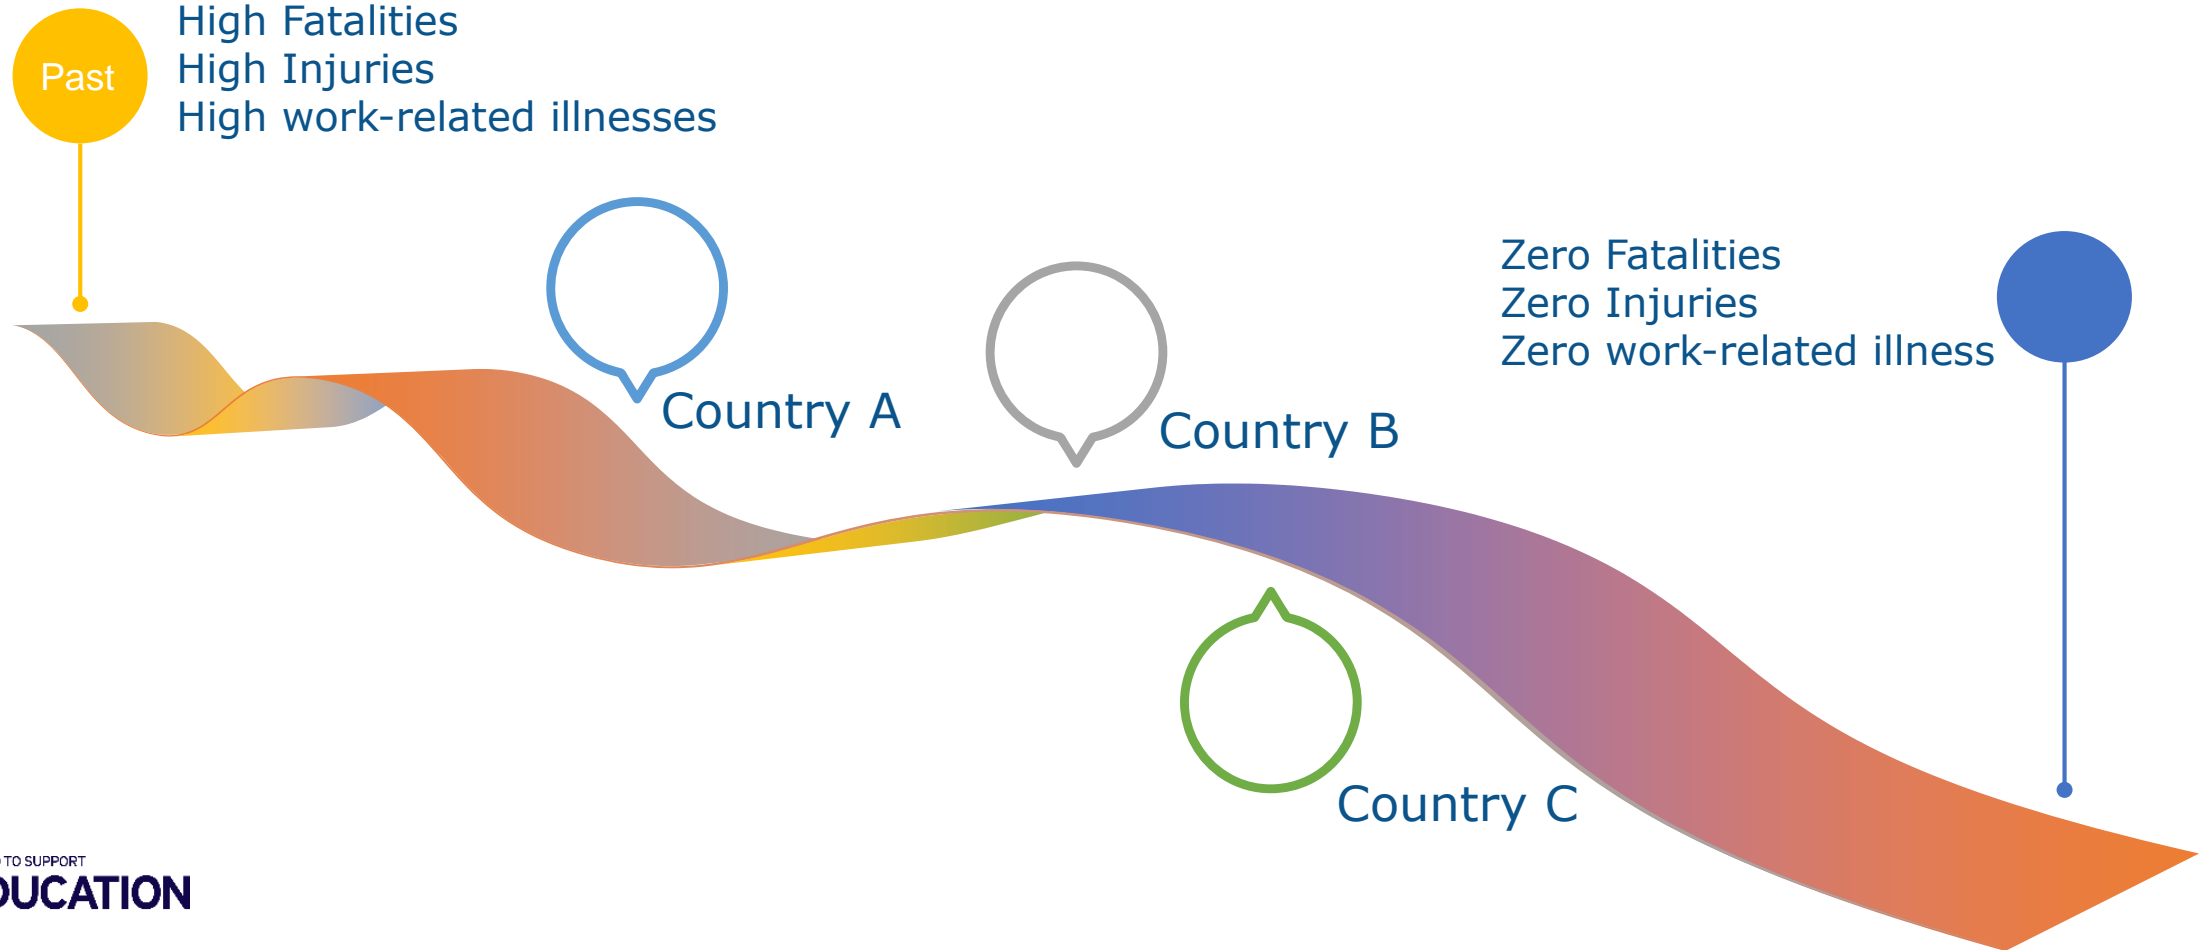 Past
High Fatalities
High Injuries
High work-related illnesses
Country A
Country B
Zero Fatalities
Zero Injuries
Zero work-related illness
Country C
TO SUPPORT